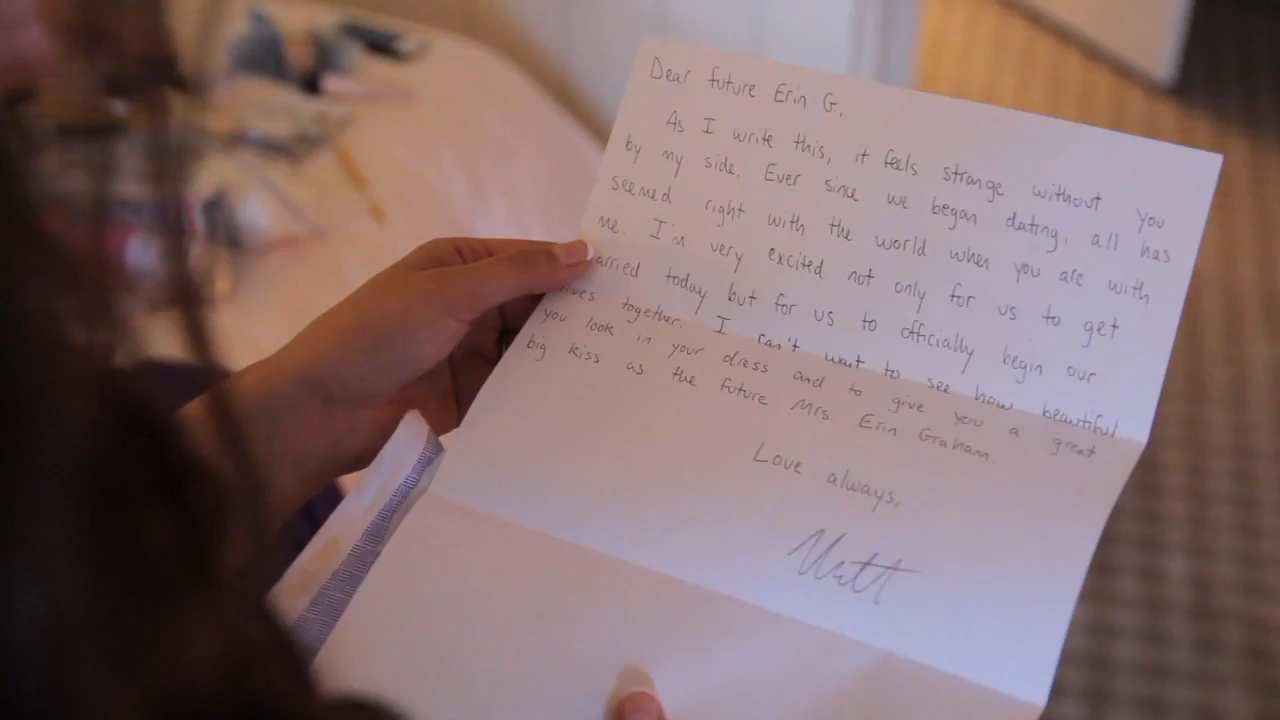 Dear future Erin G.,
As I write this, it feels strange without you
by my side. Ever since we began dating, all has
seemed right with the world when you are with
me. I'm very excited not only for us to get
arried today but for us to officially begin our
lives together. I can't wait to see how beautiful
you look in your dress and to give you a great
big kiss as the future Mrs. Erin Graham.
Love always,
Matt